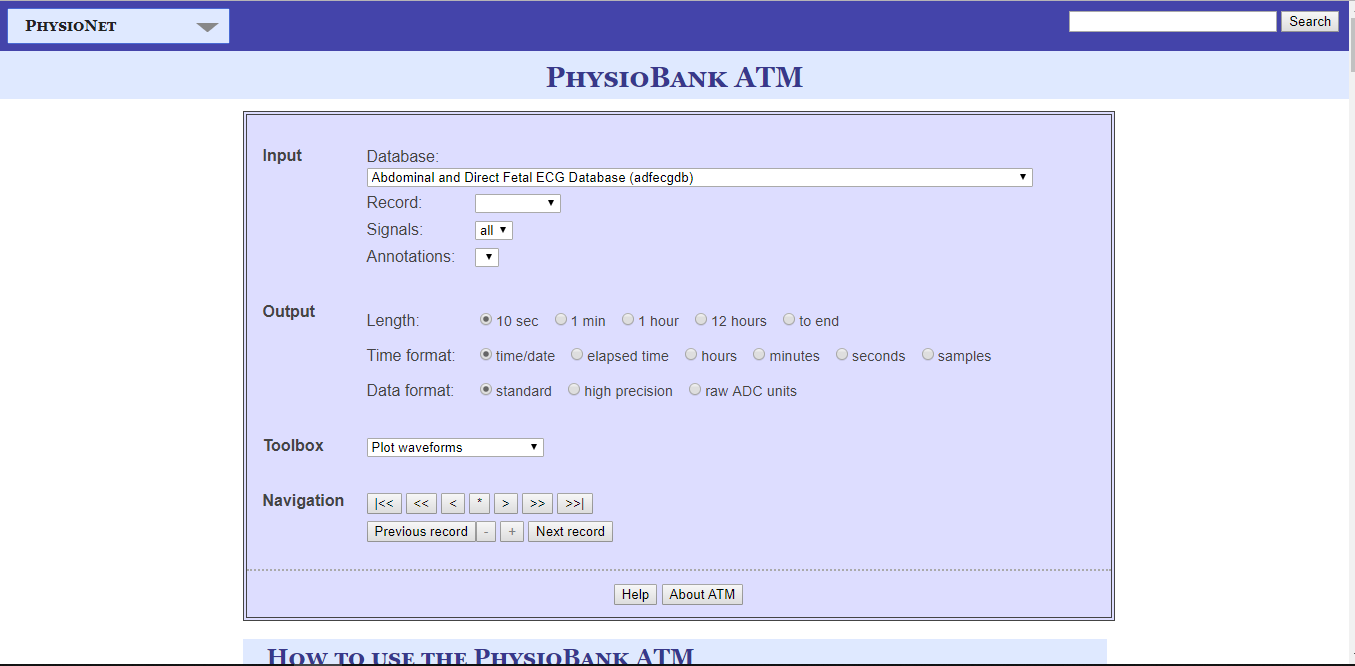 PhysioNet
Search
PhysioBank ATM
Input
Database:
Abdominal and Direct Fetal ECG Database (adfecgdb)
Record:
Signals: all
Annotations:
Output
Length: 10 sec 1 min 1 hour 12 hours to end
Time format: time/date elapsed time hours minutes seconds samples
Data format: standard high precision raw ADC units
Toolbox Plot waveforms
Navigation |<< << < * > >> >>|
Previous record - + Next record
Help About ATM
How to use the PhysioBank ATM